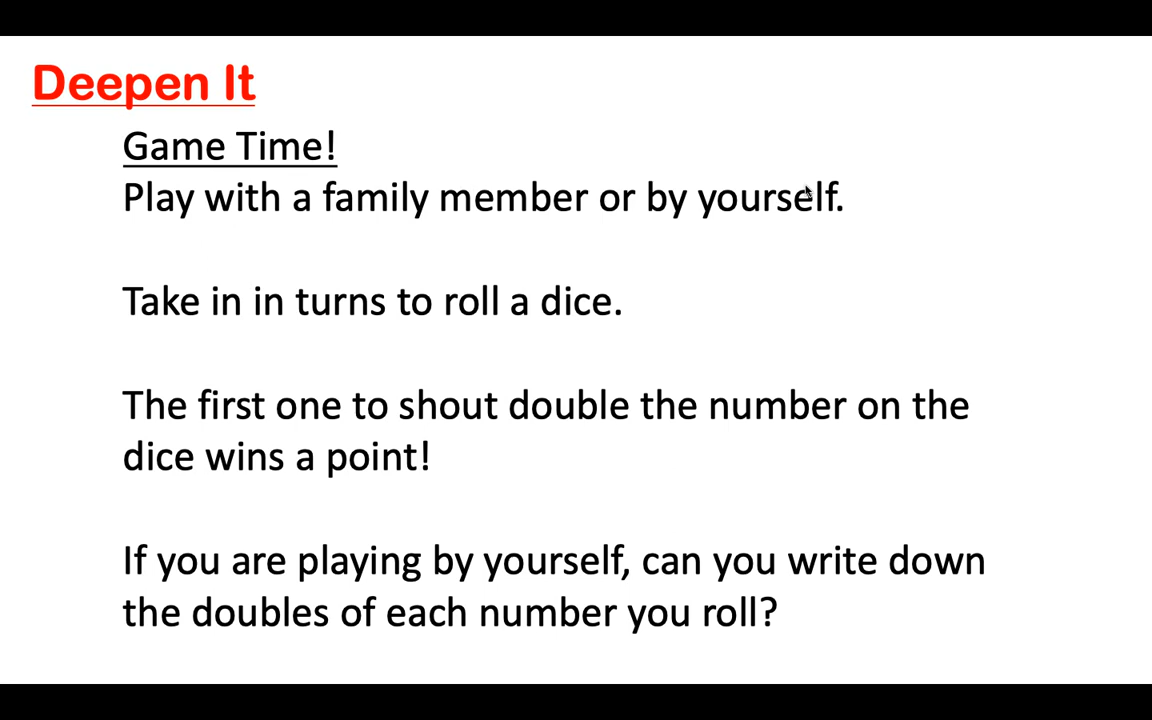 Deepen It
Game Time!
Play with a family member or by yourself.
Take in in turns to roll a dice.
The first one to shout double the number on the
dice wins a point!
If you are playing by yourself, can you write down
the doubles of each number you roll?